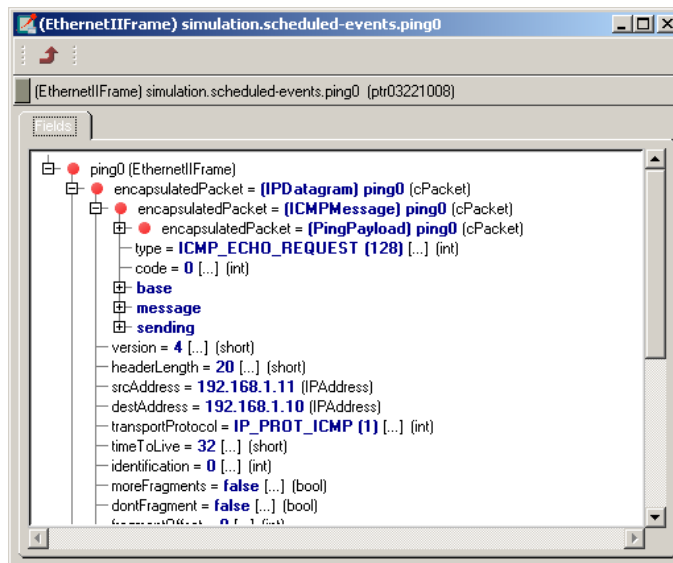 (EthernetIIFrame) simulation.scheduled-events.ping0
(EthernetIIFrame) simulation.scheduled-events.ping0 (ptr03221008)
Fields
ping0 (EthernetIIFrame)
encapsulatedPacket = (IPDatagram) ping0 (cPacket)
encapsulatedPacket = (ICMPMessage) ping0 (cPacket)
encapsulatedPacket = (PingPayload) ping0 (cPacket)
type = ICMP_ECHO_REQUEST (128) [...] (int)
code = 0 [...] (int)
base
message
sending
version = 4 [...] (short)
headerLength = 20 [...] (short)
srcAddress = 192.168.1.11 (IPAddress)
destAddress = 192.168.1.10 (IPAddress)
transportProtocol = IP_PROT_ICMP (1) [...] (int)
timeToLive = 32 [...] (short)
identification = 0 [...] (int)
moreFragments = false [...] (bool)
dontFragment = false [...] (bool)
fragmentOffset = 0 [...] (int)